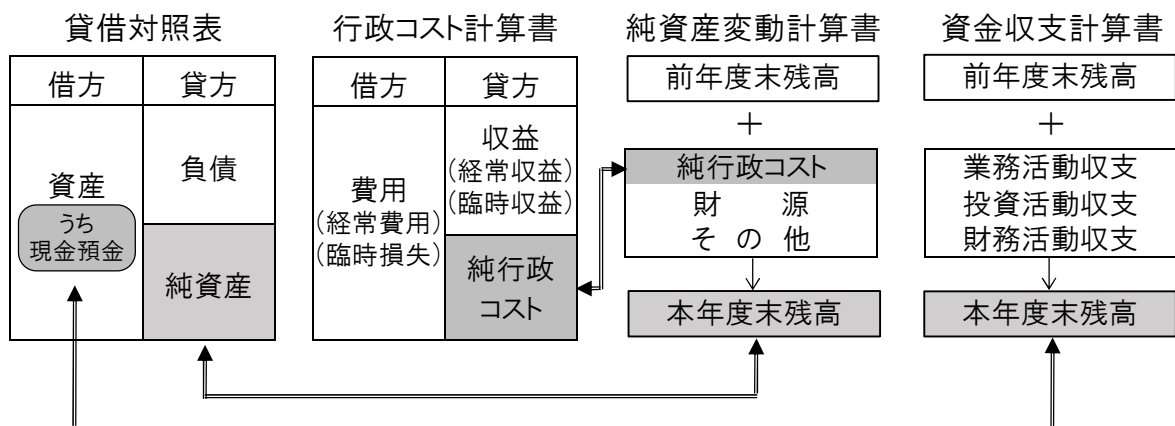 貸借対照表
借方
貸方
資産
うち
現金預金
負債
純資産
行政コスト計算書
借方
貸方
費用
(経常費用)
(臨時損失)
収益
(経常収益)
(臨時収益)
純行政
コスト
純資産変動計算書
前年度末残高
＋
純行政コスト
財　源
その他
本年度末残高
資金収支計算書
前年度末残高
＋
業務活動収支
投資活動収支
財務活動収支
本年度末残高